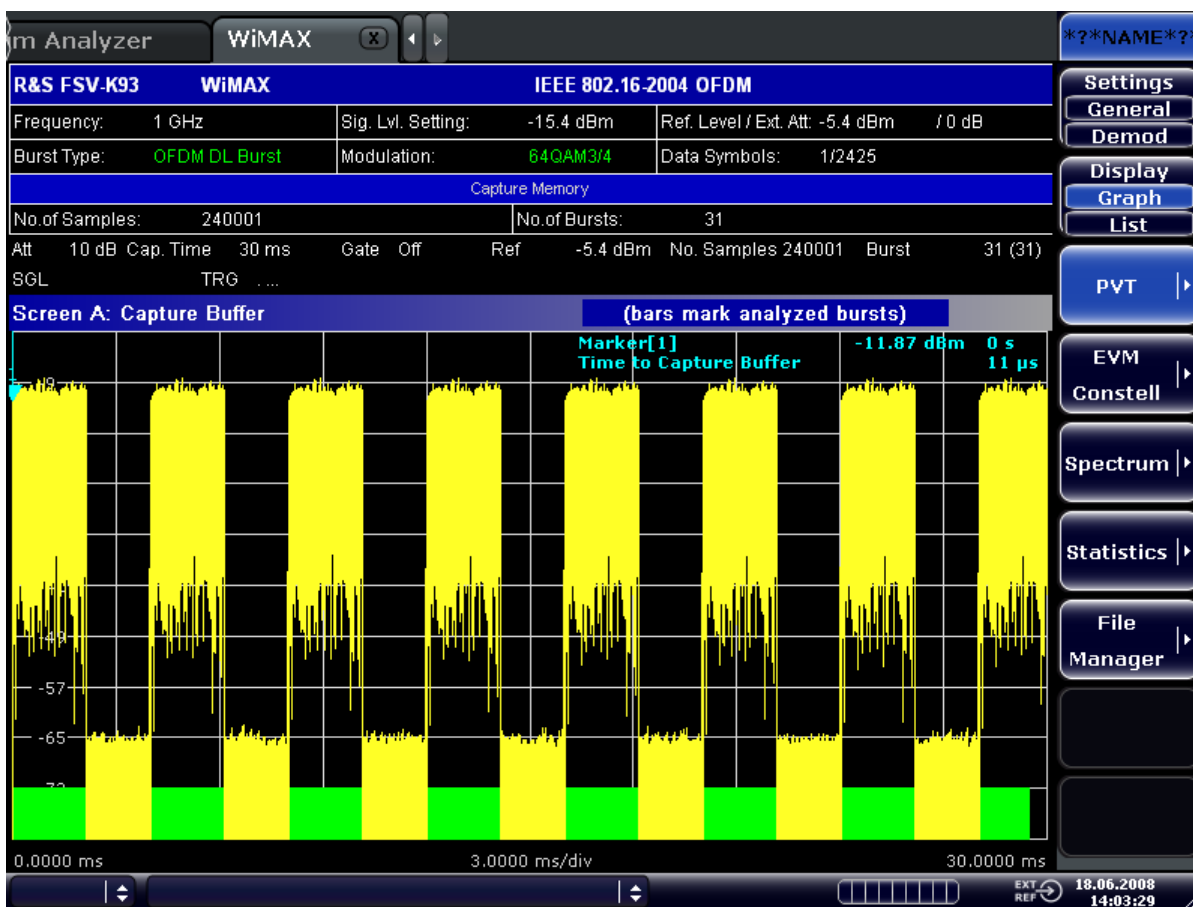 m Analyzer WiMAX X
*?*NAME*?
R&S FSV-K93 WiMAX IEEE 802.16-2004 OFDM
Frequency: 1 GHz Sig. Lvl. Setting: -15.4 dBm Ref. Level / Ext. Att: -5.4 dBm / 0 dB
Burst Type: OFDM DL Burst Modulation: 64QAM3/4 Data Symbols: 1/2425
Capture Memory
No.of Samples: 240001 No.of Bursts: 31
Att 10 dB Cap. Time 30 ms Gate Off Ref -5.4 dBm No. Samples 240001 Burst 31 (31)
SGL TRG . ...
Screen A: Capture Buffer (bars mark analyzed bursts)
Marker[1] -11.87 dBm 0 s
Time to Capture Buffer 11 µs
-49
-57
-65
0.0000 ms 3.0000 ms/div 30.0000 ms
Settings
General
Demod
Display
Graph
List
PVT
EVM
Constell
Spectrum
Statistics
File
Manager
EXT
REF
18.06.2008
14:03:29